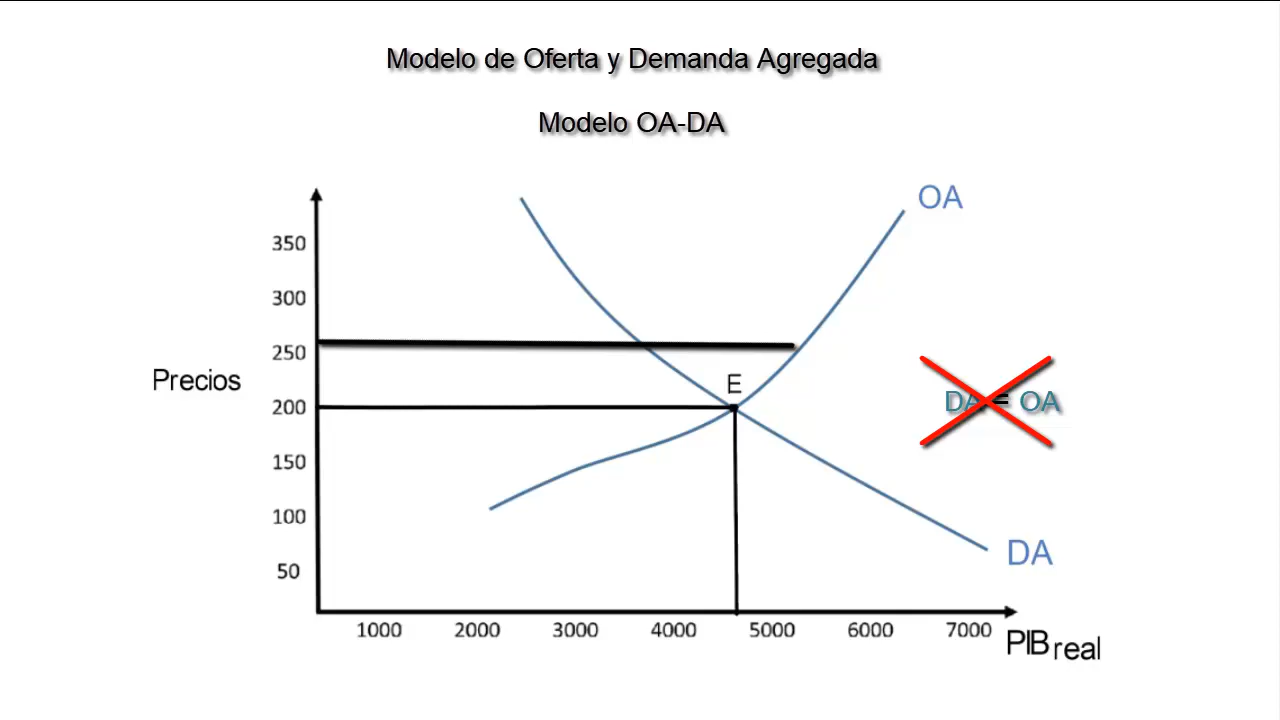 Modelo de Oferta y Demanda Agregada
Modelo OA-DA
OA
350
300
250
Precios
E
DA = OA
200
150
100
DA
50
1000 2000 3000 4000 5000 6000 7000
PIB real